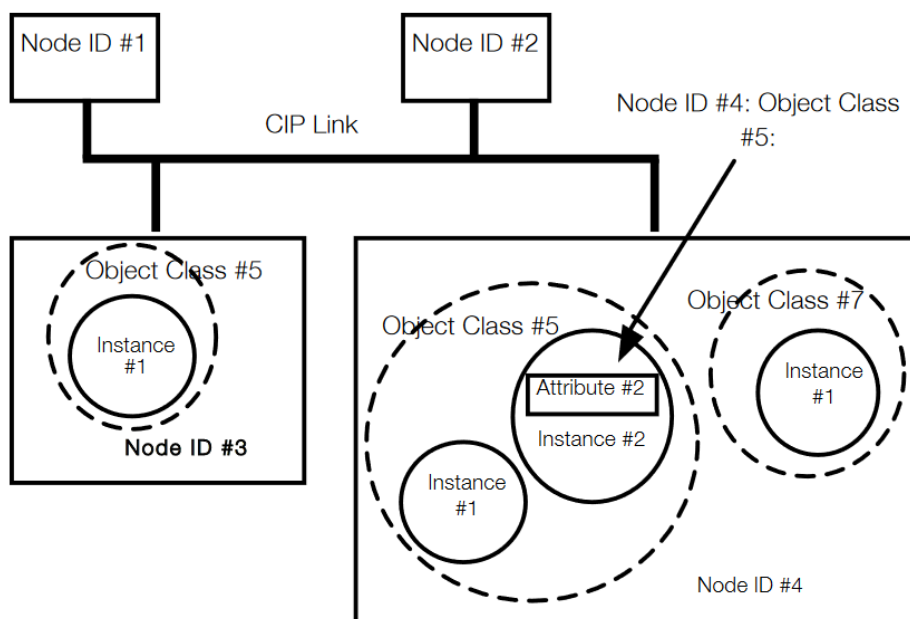 Node ID #1
Node ID #2
CIP Link
Node ID #4: Object Class
#5:
Object Class #5
Instance
#1
Node ID #3
Object Class #5
Attribute #2
Instance #2
Instance
#1
Object Class #7
Instance
#1
Node ID #4